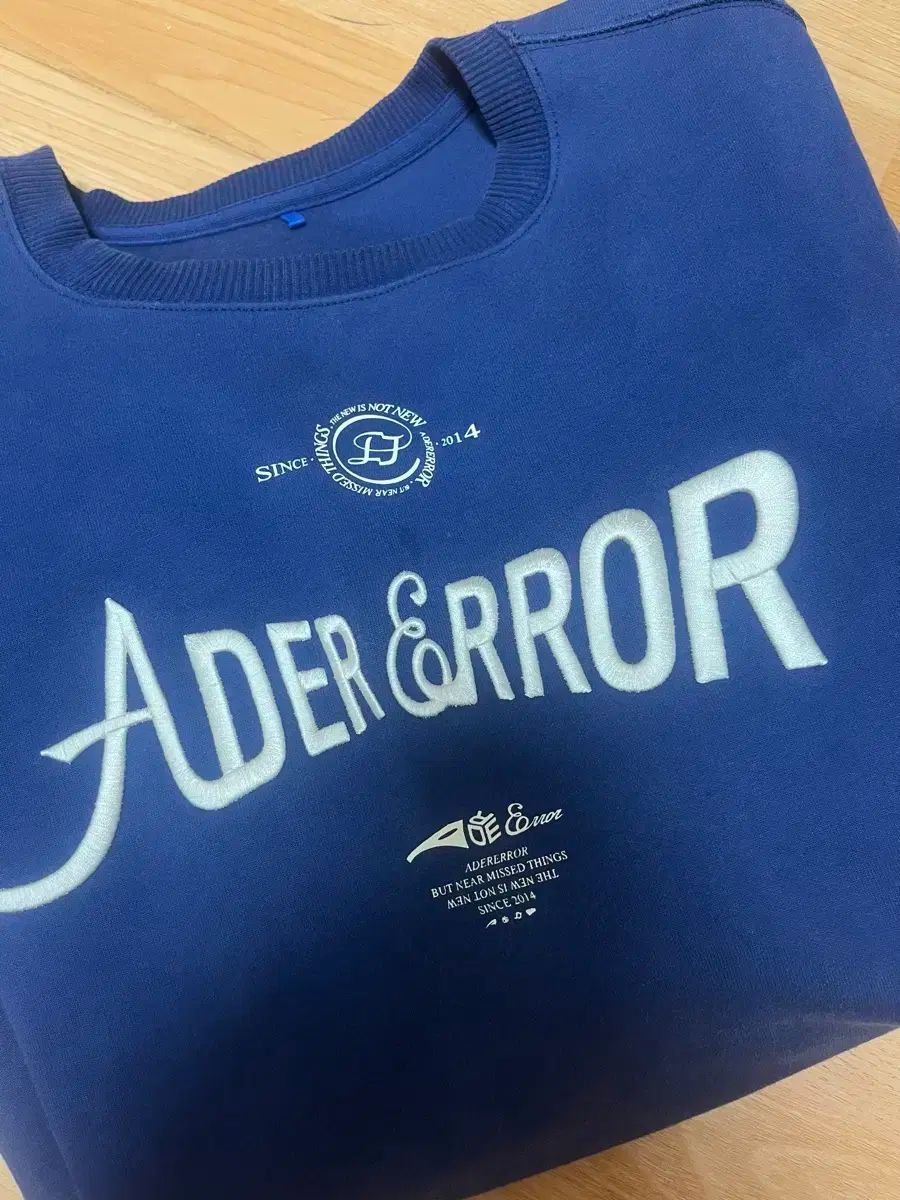 SINCE · THE NEW IS NOT NEW · ADERERROR · BUT NEAR MISSED THINGS · 2014
ADER ERROR
ADE Error
ADERERROR
BUT NEAR MISSED THINGS
THE NEW IS NOT NEW
SINCE 2014